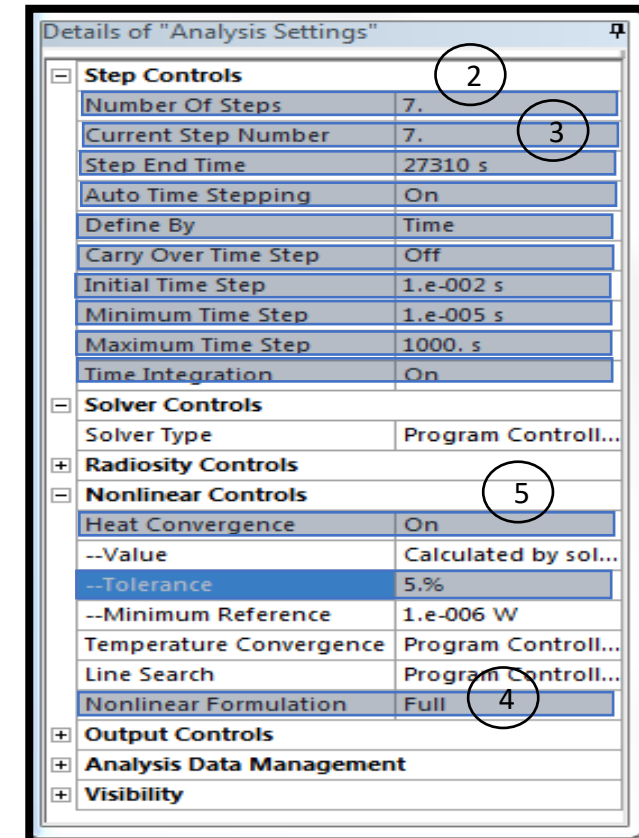 Details of "Analysis Settings"
Step Controls 2
Number Of Steps 7.
Current Step Number 7. 3
Step End Time 27310 s
Auto Time Stepping On
Define By Time
Carry Over Time Step Off
Initial Time Step 1.e-002 s
Minimum Time Step 1.e-005 s
Maximum Time Step 1000. s
Time Integration On
Solver Controls
Solver Type Program Controll...
Radiosity Controls
Nonlinear Controls 5
Heat Convergence On
--Value Calculated by sol...
--Tolerance 5.%
--Minimum Reference 1.e-006 W
Temperature Convergence Program Controll...
Line Search Program Controll...
Nonlinear Formulation Full 4
Output Controls
Analysis Data Management
Visibility